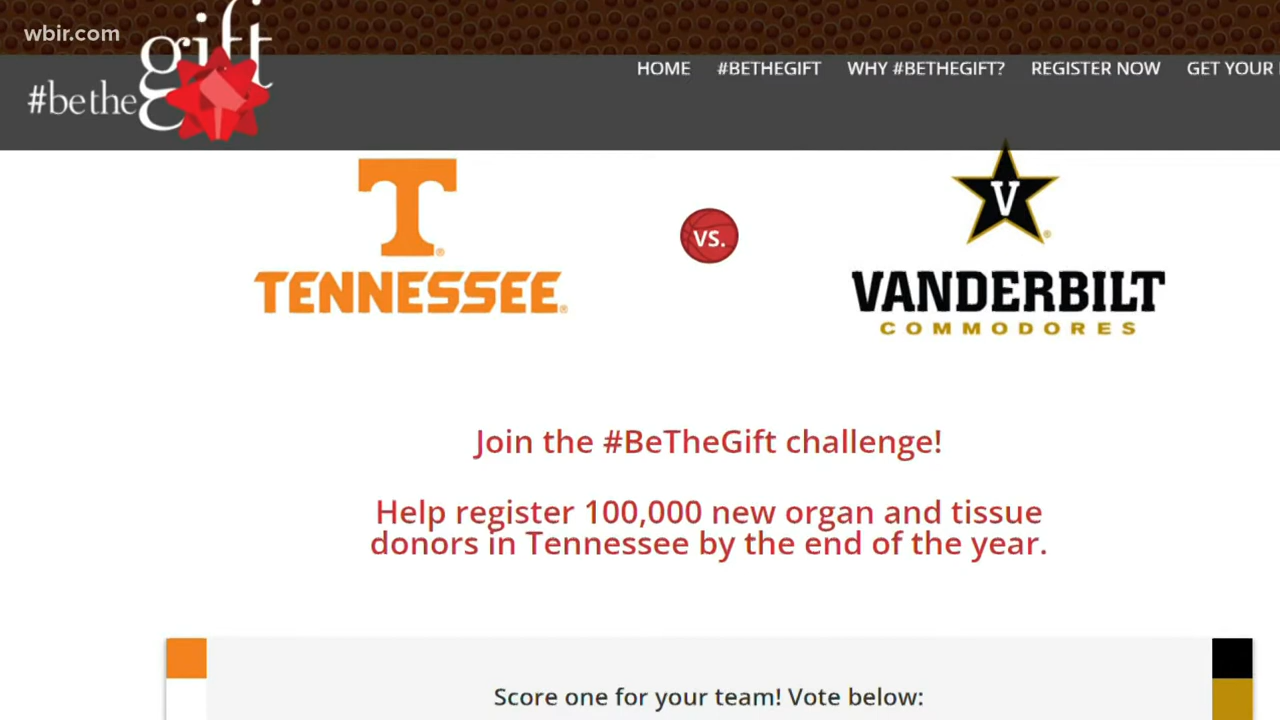 wbir.com
#bethe gift
HOME #BETHEGIFT WHY #BETHEGIFT? REGISTER NOW GET YOUR
T
TENNESSEE
VS.
V
VANDERBILT
COMMODORES
Join the #BeTheGift challenge!
Help register 100,000 new organ and tissue
donors in Tennessee by the end of the year.
Score one for your team! Vote below: